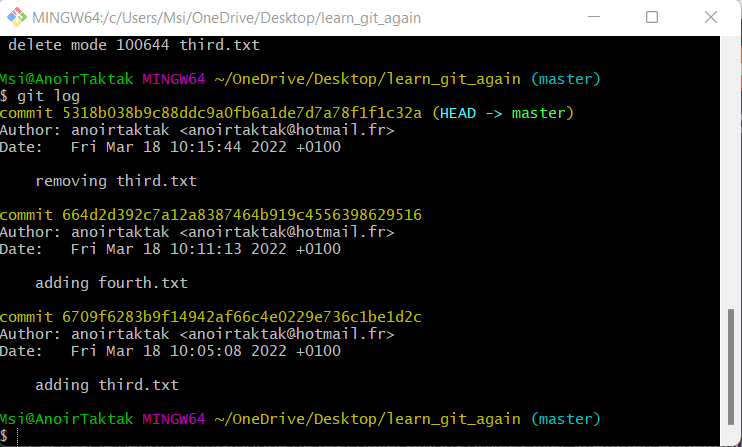 MINGW64:/c/Users/Msi/OneDrive/Desktop/learn_git_again
delete mode 100644 third.txt
Msi@AnoirTaktak MINGW64 ~/OneDrive/Desktop/learn_git_again (master)
$ git log
commit 5318b038b9c88ddc9a0fb6a1de7d7a78f1f1c32a (HEAD -> master)
Author: anoirtaktak <anoirtaktak@hotmail.fr>
Date:   Fri Mar 18 10:15:44 2022 +0100
removing third.txt
commit 664d2d392c7a12a8387464b919c4556398629516
Author: anoirtaktak <anoirtaktak@hotmail.fr>
Date:   Fri Mar 18 10:11:13 2022 +0100
adding fourth.txt
commit 6709f6283b9f14942af66c4e0229e736c1be1d2c
Author: anoirtaktak <anoirtaktak@hotmail.fr>
Date:   Fri Mar 18 10:05:08 2022 +0100
adding third.txt
Msi@AnoirTaktak MINGW64 ~/OneDrive/Desktop/learn_git_again (master)
$